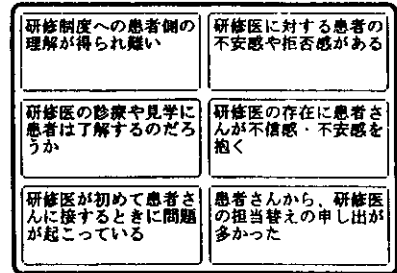 研修制度への患者側の
理解が得られ難い
研修医に対する患者の
不安感や拒否感がある
研修医の診療や見学に
患者は了解するのだろ
うか
研修医の存在に患者さ
んが不信感・不安感を
抱く
研修医が初めて患者さ
んに接するときに問題
が起こっている
患者さんから、研修医
の担当替えの申し出が
多かった